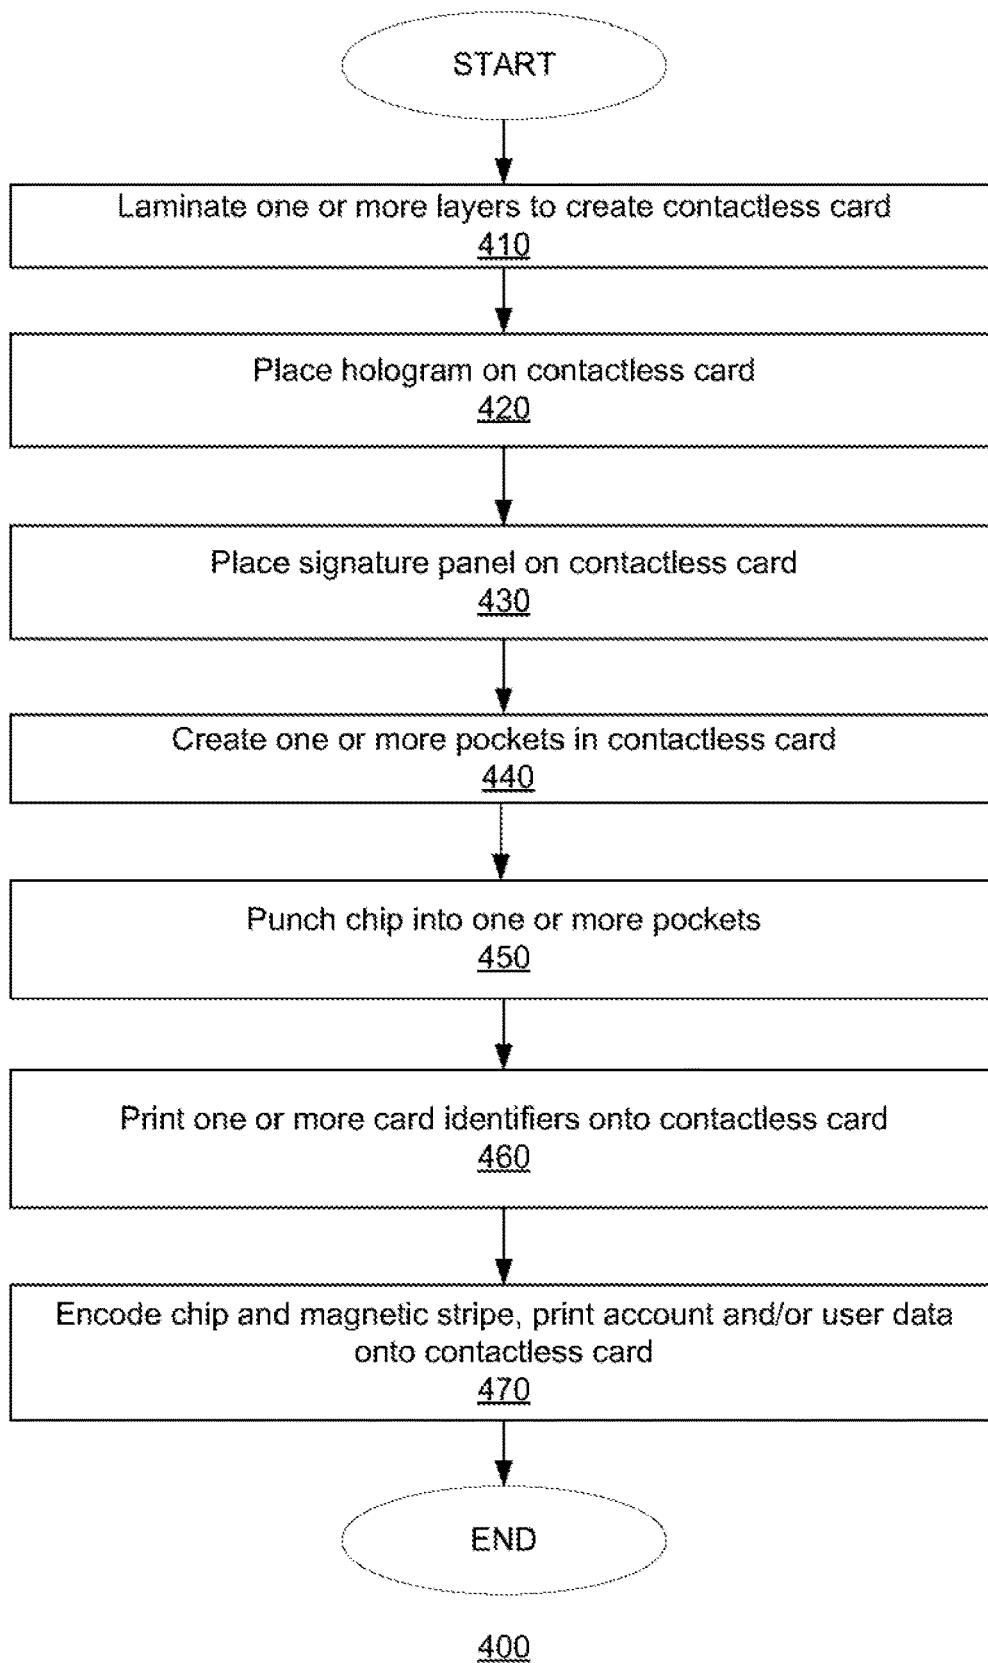 START
Laminate one or more layers to create contactless card
410
Place hologram on contactless card
420
Place signature panel on contactless card
430
Create one or more pockets in contactless card
440
Punch chip into one or more pockets
450
Print one or more card identifiers onto contactless card
460
Encode chip and magnetic stripe, print account and/or user data
onto contactless card
470
END
400